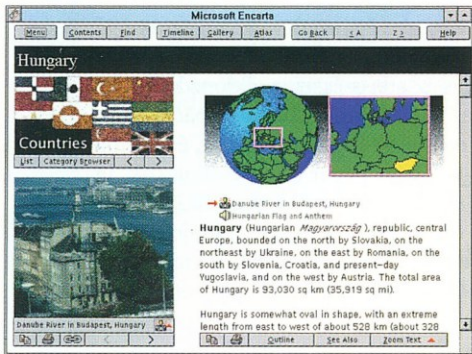 Microsoft Encarta
Menu Contents Find Timeline Gallery Atlas Go Back < A Z > Help
Hungary
Countries
List Category Browser < >
Danube River in Budapest, Hungary
Hungarian Flag and Anthem
Hungary (Hungarian Magyarország ), republic, central
Europe, bounded on the north by Slovakia, on the
northeast by Ukraine, on the east by Romania, on the
south by Slovenia, Croatia, and present-day
Yugoslavia, and on the west by Austria. The total area
of Hungary is 93,030 sq km (35,919 sq mi).
Hungary is somewhat oval in shape, with an extreme
length from east to west of about 528 km (about 328
Danube River in Budapest, Hungary
< > Outline See Also Zoom Text